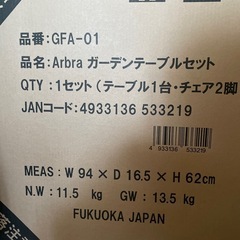 品番：GFA-01
品名：Arbra ガーデンテーブルセット
QTY ：1セット（テーブル1台・チェア2脚
JANコード：4933136 533219
4 933136 533219
MEAS：W 94 × D 16.5 × H 62cm
N.W：11.5 kg GW：13.5 kg
FUKUOKA JAPAN
落注意